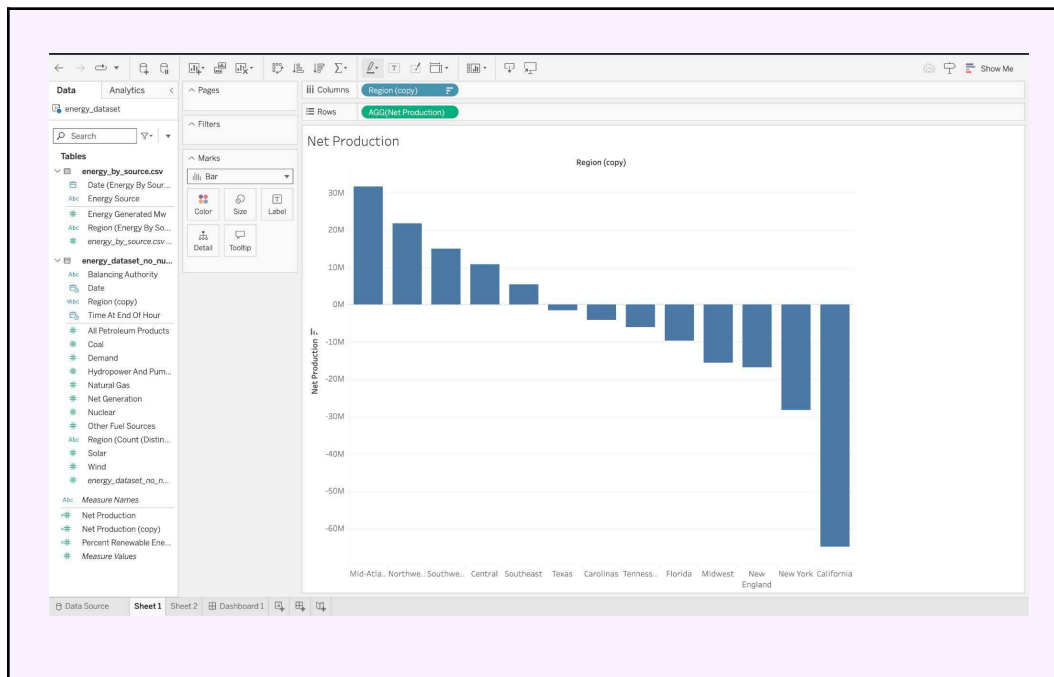 Show Me
Data Analytics
energy_dataset
Search
Tables
energy_by_source.csv
Date (Energy By Sour...
Abc Energy Source
Energy Generated Mw
Abc Region (Energy By So...
energy_by_source.csv ...
energy_dataset_no_nu...
Abc Balancing Authority
Date
Abc Region (copy)
Time At End Of Hour
All Petroleum Products
Coal
Demand
Hydropower And Pum...
Natural Gas
Net Generation
Nuclear
Other Fuel Sources
Abc Region (Count (Distin...
Solar
Wind
energy_dataset_no_n...
Abc Measure Names
Net Production
Net Production (copy)
Percent Renewable Ene...
Measure Values
Pages
Filters
Marks
Bar
Color Size Label
Detail Tooltip
Columns Region (copy)
Rows AGG(Net Production)
Net Production
Region (copy)
Net Production
30M
20M
10M
0M
-10M
-20M
-30M
-40M
-50M
-60M
Mid-Atla.. Northwe.. Southwe.. Central Southeast Texas Carolinas Tenness.. Florida Midwest New England New York California
Data Source Sheet 1 Sheet 2 Dashboard 1